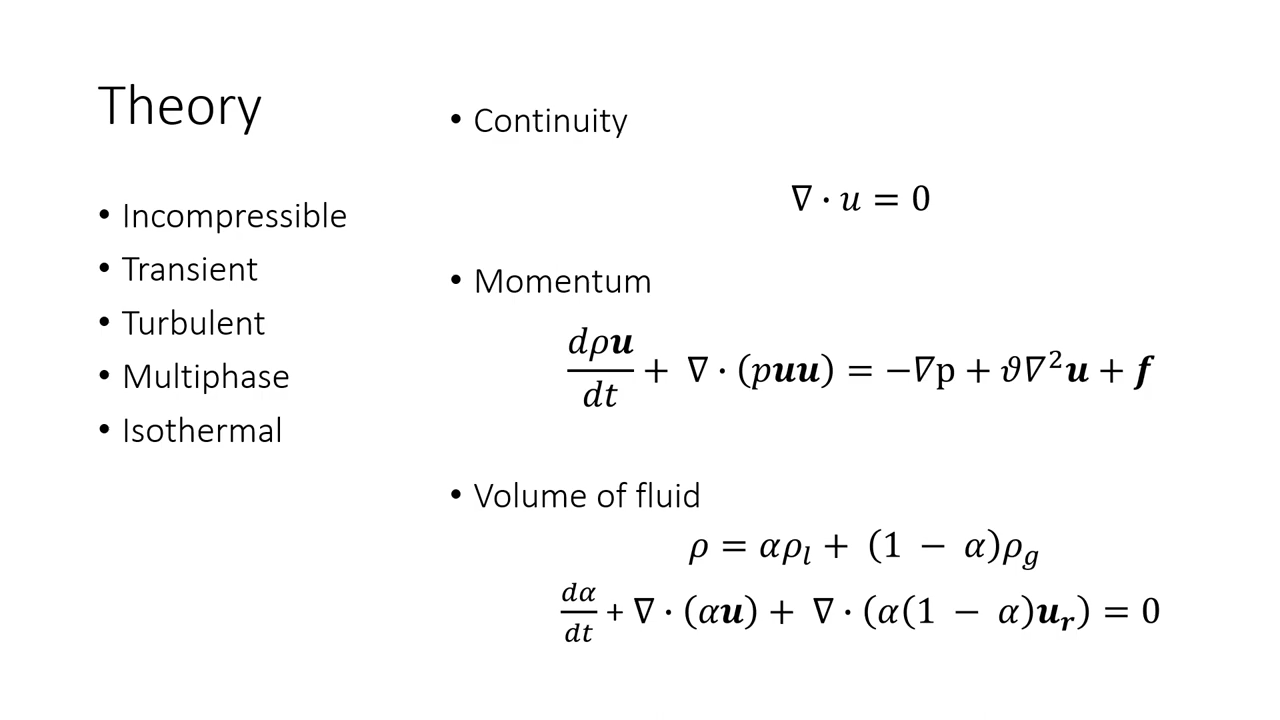 Theory
• Incompressible
• Transient
• Turbulent
• Multiphase
• Isothermal
• Continuity
∇ · 𝑢 = 0
• Momentum
𝑑𝜌𝒖/𝑑𝑡 + ∇ · (𝑝𝒖𝒖) = −𝛻p + 𝜗𝛻²𝒖 + 𝒇
• Volume of fluid
𝜌 = 𝛼𝜌ₗ + (1 − 𝛼)𝜌_𝑔
𝑑𝛼/𝑑𝑡 + ∇ · (𝛼𝒖) + ∇ · (𝛼(1 − 𝛼)𝒖_𝒓) = 0